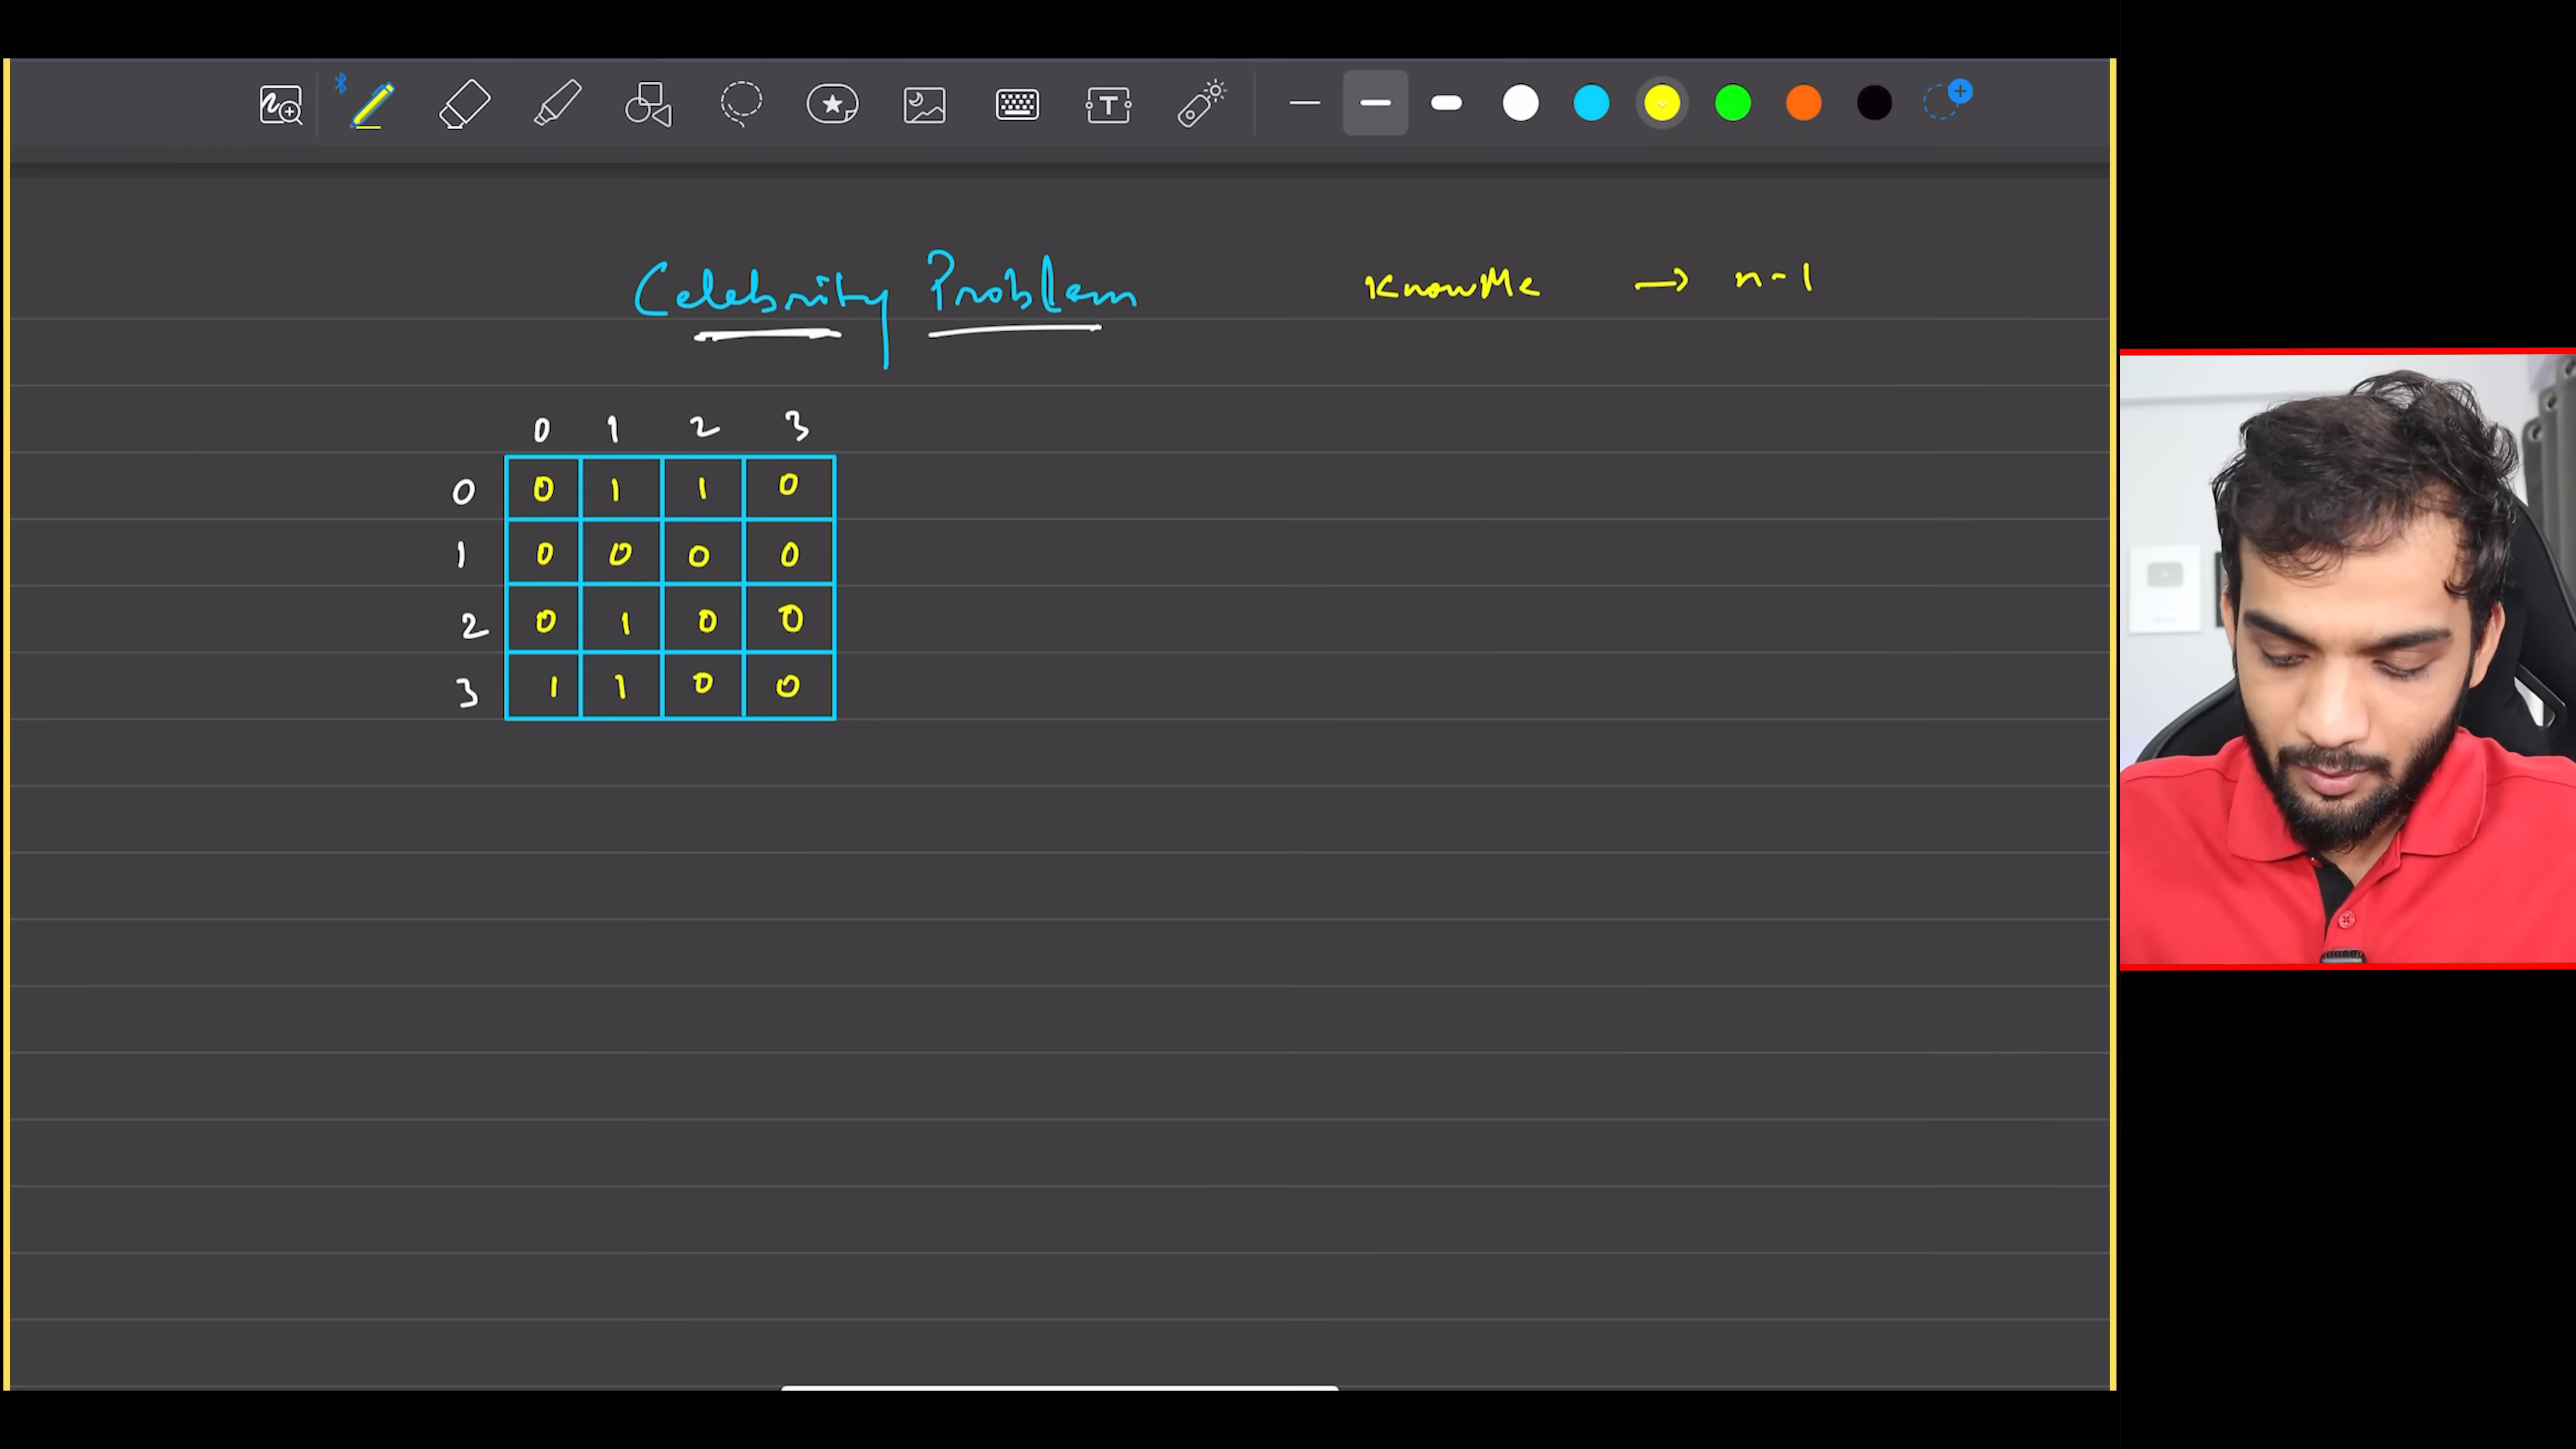 T
Celebrity Problem
KnowMe → n-1
0 1 2 3
0 0 1 1 0
1 0 0 0 0
2 0 1 0 0
3 1 1 0 0